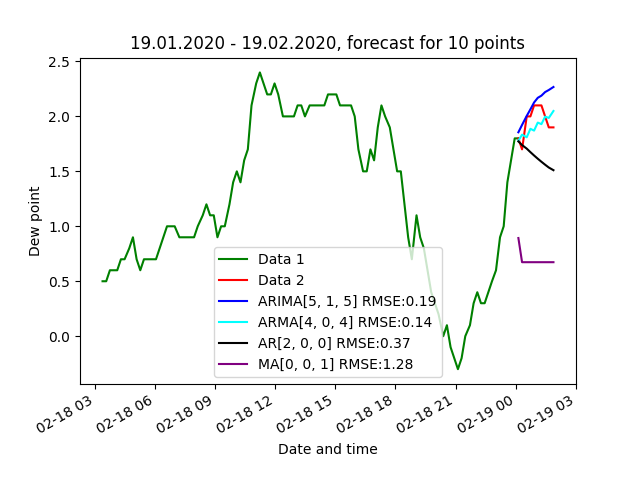 19.01.2020 - 19.02.2020, forecast for 10 points
Dew point
2.5
2.0
1.5
1.0
0.5
0.0
Data 1
Data 2
ARIMA[5, 1, 5] RMSE:0.19
ARMA[4, 0, 4] RMSE:0.14
AR[2, 0, 0] RMSE:0.37
MA[0, 0, 1] RMSE:1.28
02-18 03
02-18 06
02-18 09
02-18 12
02-18 15
02-18 18
02-18 21
02-19 00
02-19 03
Date and time